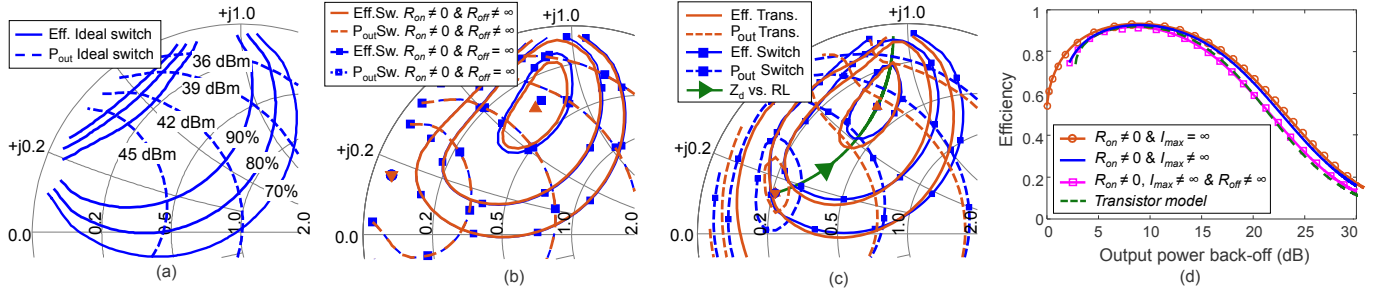 Eff. Ideal switch
P_out Ideal switch
+j1.0
36 dBm
39 dBm
42 dBm
45 dBm
90%
80%
70%
+j0.2
0.0
0.2
0.5
1.0
2.0
(a)
Eff.Sw. R_on ≠ 0 & R_off ≠ ∞
P_out Sw. R_on ≠ 0 & R_off ≠ ∞
Eff.Sw. R_on ≠ 0 & R_off = ∞
P_out Sw. R_on ≠ 0 & R_off = ∞
+j1.0
+j0.2
0.0
0.2
0.5
1.0
2.0
(b)
Eff. Trans.
P_out Trans.
Eff. Switch
P_out Switch
Z_d vs. RL
+j1.0
+j0.2
0.0
0.2
0.5
1.0
2.0
(c)
Efficiency
1
0.8
0.6
0.4
0.2
0
R_on ≠ 0 & I_max = ∞
R_on ≠ 0 & I_max ≠ ∞
R_on ≠ 0, I_max ≠ ∞ & R_off ≠ ∞
Transistor model
0 5 10 15 20 25 30
Output power back-off (dB)
(d)